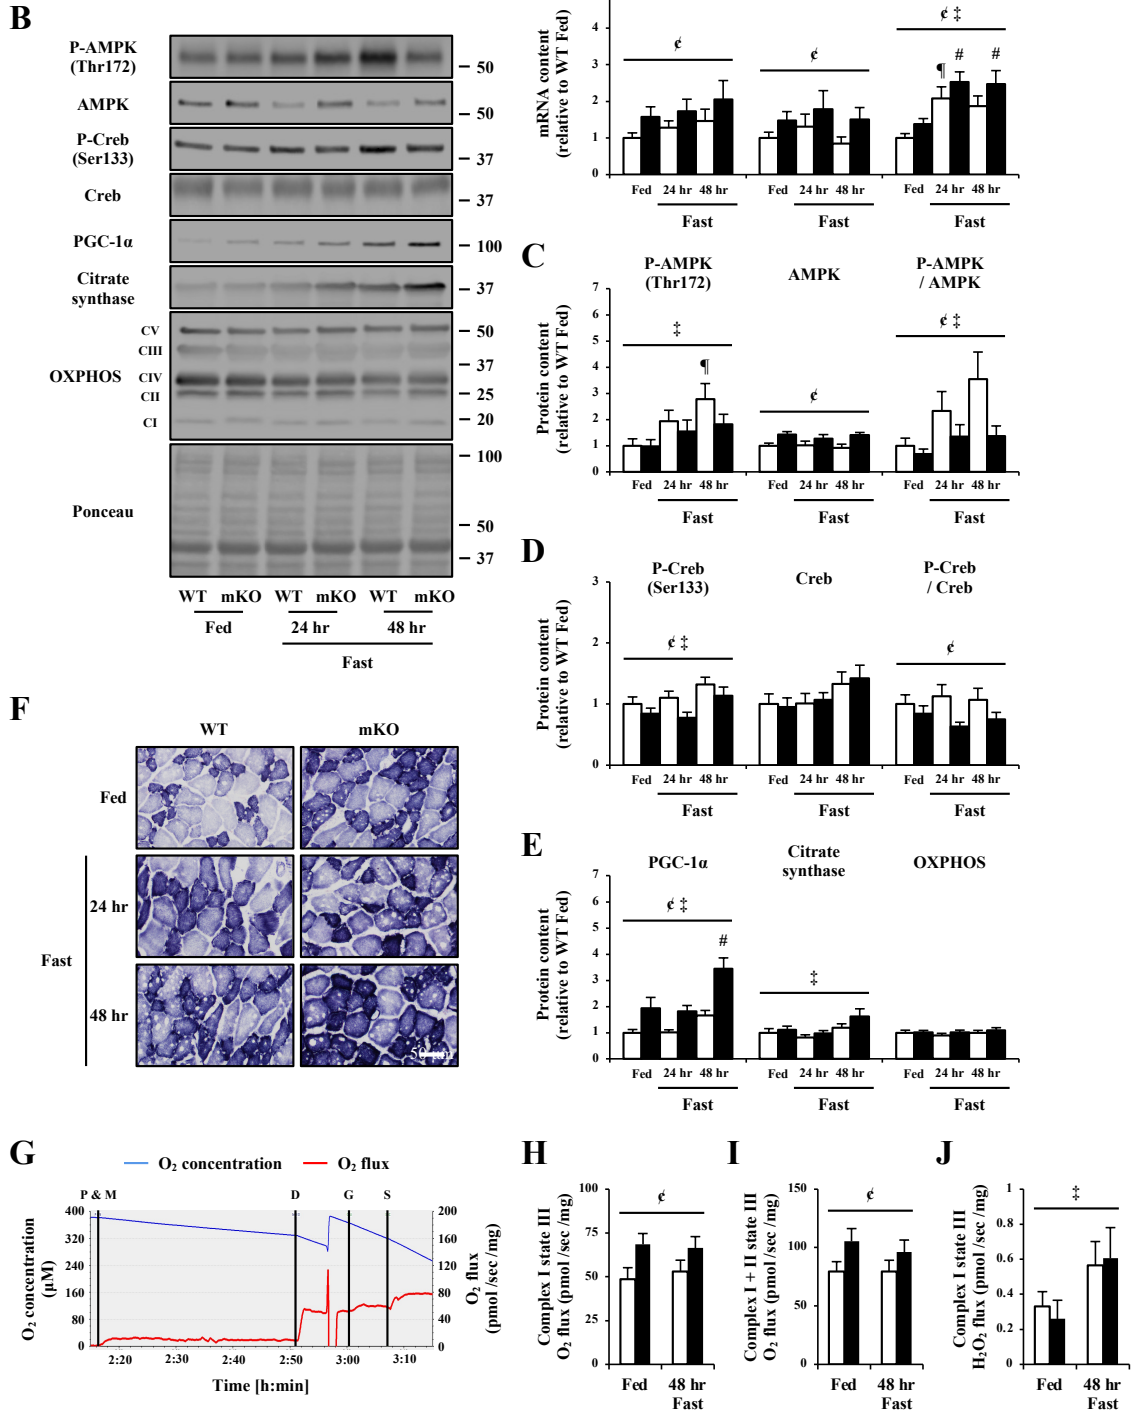 B
P-AMPK
(Thr172)
50
AMPK
50
P-Creb
(Ser133)
37
Creb
37
PGC-1α
100
Citrate
synthase
37
OXPHOS
CV
CIII
CIV
CII
CI
50
37
25
20
Ponceau
100
50
37
WT mKO WT mKO WT mKO
Fed 24 hr 48 hr
Fast
mRNA content
(relative to WT Fed)
4
3
2
1
0
¢
¢
¢ ‡
¶ # #
Fed 24 hr 48 hr Fed 24 hr 48 hr Fed 24 hr 48 hr
Fast Fast Fast
C
P-AMPK
(Thr172)
AMPK
P-AMPK
/ AMPK
Protein content
(relative to WT Fed)
7
6
5
4
3
2
1
0
‡
¶
¢
¢ ‡
Fed 24 hr 48 hr Fed 24 hr 48 hr Fed 24 hr 48 hr
Fast Fast Fast
D
P-Creb
(Ser133)
Creb
P-Creb
/ Creb
Protein content
(relative to WT Fed)
3
2
1
0
¢ ‡
¢
Fed 24 hr 48 hr Fed 24 hr 48 hr Fed 24 hr 48 hr
Fast Fast Fast
E
PGC-1α
Citrate
synthase
OXPHOS
Protein content
(relative to WT Fed)
7
6
5
4
3
2
1
0
¢ ‡
#
‡
Fed 24 hr 48 hr Fed 24 hr 48 hr Fed 24 hr 48 hr
Fast Fast Fast
F
WT mKO
Fed
24 hr
Fast
48 hr
50 µm
G
O₂ concentration O₂ flux
P & M D G S
O₂ concentration
(µM)
400
320
240
160
80
0
200
160
120
80
40
0
O₂ flux
(pmol /sec /mg)
2:20 2:30 2:40 2:50 3:00 3:10
Time [h:min]
H
Complex I state III
O₂ flux (pmol /sec /mg)
100
75
50
25
0
¢
Fed 48 hr
Fast
I
Complex I + II state III
O₂ flux (pmol /sec /mg)
150
100
50
0
¢
Fed 48 hr
Fast
J
Complex I state III
H₂O₂ flux (pmol /sec /mg)
1
0.8
0.6
0.4
0.2
0
‡
Fed 48 hr
Fast